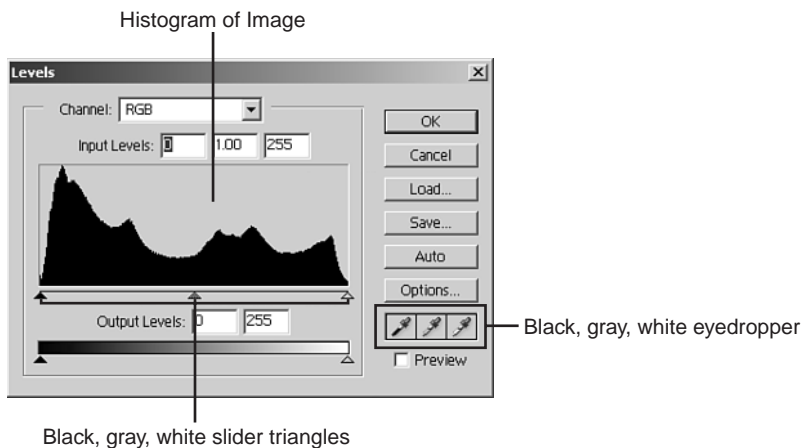 Histogram of Image
Levels
Channel: RGB
OK
Input Levels: 0 1.00 255
Cancel
Load...
Save...
Auto
Options...
Output Levels: 0 255
Black, gray, white eyedropper
Preview
Black, gray, white slider triangles